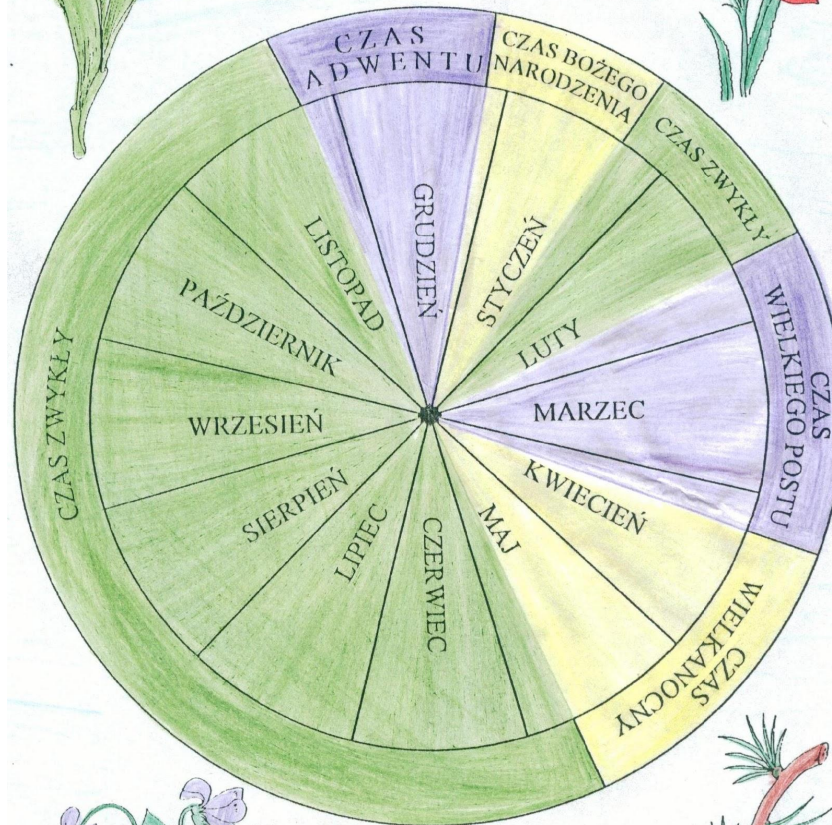 CZAS
ADWENTU
CZAS BOŻEGO
NARODZENIA
CZAS ZWYKŁY
CZAS
WIELKIEGO POSTU
CZAS
WIELKANOCNY
CZAS ZWYKŁY
STYCZEŃ
LUTY
MARZEC
KWIECIEŃ
MAJ
CZERWIEC
LIPIEC
SIERPIEŃ
WRZESIEŃ
PAŹDZIERNIK
LISTOPAD
GRUDZIEŃ